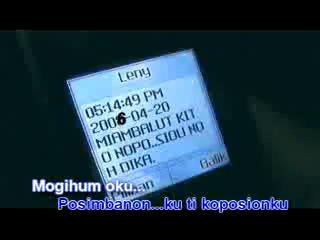 Leny
05:14:49 PM
2006-04-20
MIAMBALUT KIT
O NOPO..SIOU NO
H DIKA.
Balik
Mogihum oku...
Posimbanon...ku ti koposionku